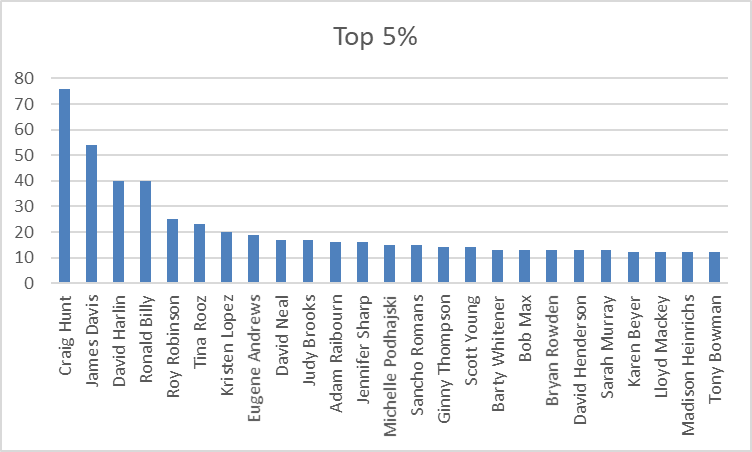 Top 5%
80
70
60
50
40
30
20
10
0
Craig Hunt
James Davis
David Harlin
Ronald Billy
Roy Robinson
Tina Rooz
Kristen Lopez
Eugene Andrews
David Neal
Judy Brooks
Adam Raibourn
Jennifer Sharp
Michelle Podhajski
Sancho Romans
Ginny Thompson
Scott Young
Barty Whitener
Bob Max
Bryan Rowden
David Henderson
Sarah Murray
Karen Beyer
Lloyd Mackey
Madison Heinrichs
Tony Bowman